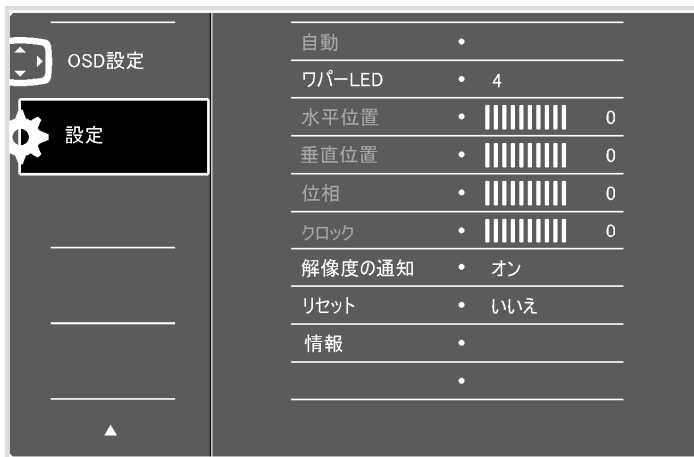 OSD設定
設定
自動
ワパーLED 4
水平位置 0
垂直位置 0
位相 0
クロック 0
解像度の通知 オン
リセット いいえ
情報